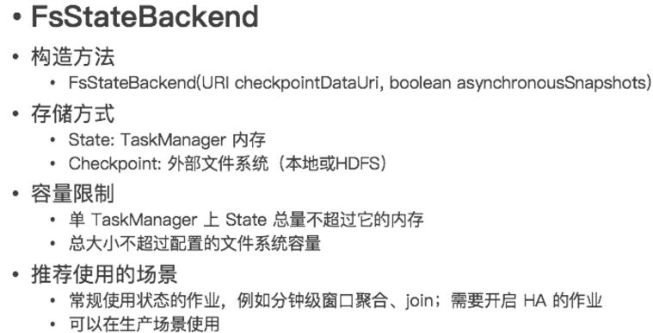 • FsStateBackend
• 构造方法
• FsStateBackend(URI checkpointDataUri, boolean asynchronousSnapshots)
• 存储方式
• State: TaskManager 内存
• Checkpoint: 外部文件系统（本地或HDFS）
• 容量限制
• 单 TaskManager 上 State 总量不超过它的内存
• 总大小不超过配置的文件系统容量
• 推荐使用的场景
• 常规使用状态的作业，例如分钟级窗口聚合、join；需要开启 HA 的作业
• 可以在生产场景使用